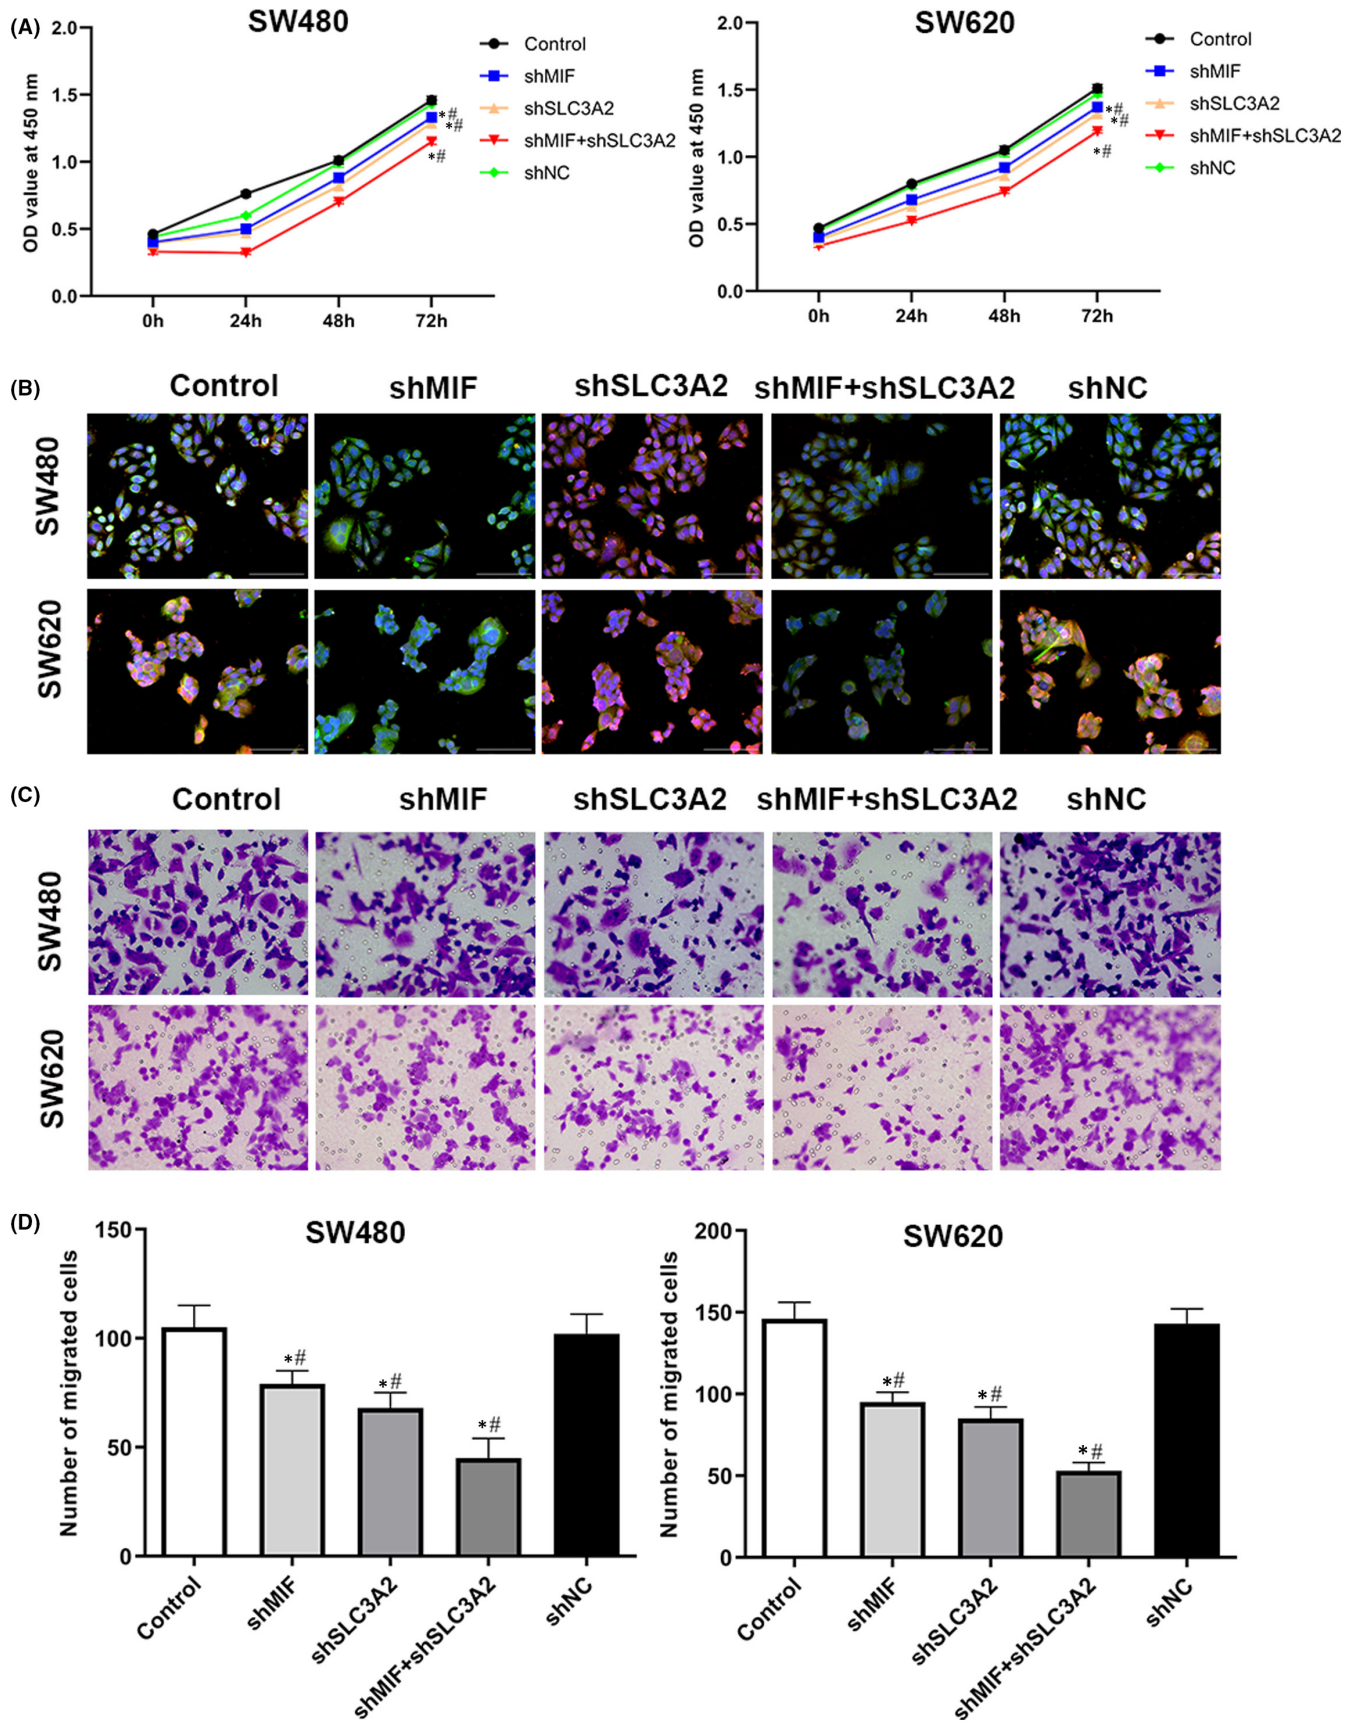 (A)
SW480
OD value at 450 nm
2.0
1.5
1.0
0.5
0.0
0h 24h 48h 72h
*#
*#
*#
Control
shMIF
shSLC3A2
shMIF+shSLC3A2
shNC
SW620
OD value at 450 nm
2.0
1.5
1.0
0.5
0.0
0h 24h 48h 72h
*#
*#
*#
Control
shMIF
shSLC3A2
shMIF+shSLC3A2
shNC
(B)
Control shMIF shSLC3A2 shMIF+shSLC3A2 shNC
SW480
SW620
(C)
Control shMIF shSLC3A2 shMIF+shSLC3A2 shNC
SW480
SW620
(D)
SW480
Number of migrated cells
150
100
50
0
*#
*#
*#
Control shMIF shSLC3A2 shMIF+shSLC3A2 shNC
SW620
Number of migrated cells
200
150
100
50
0
*#
*#
*#
Control shMIF shSLC3A2 shMIF+shSLC3A2 shNC